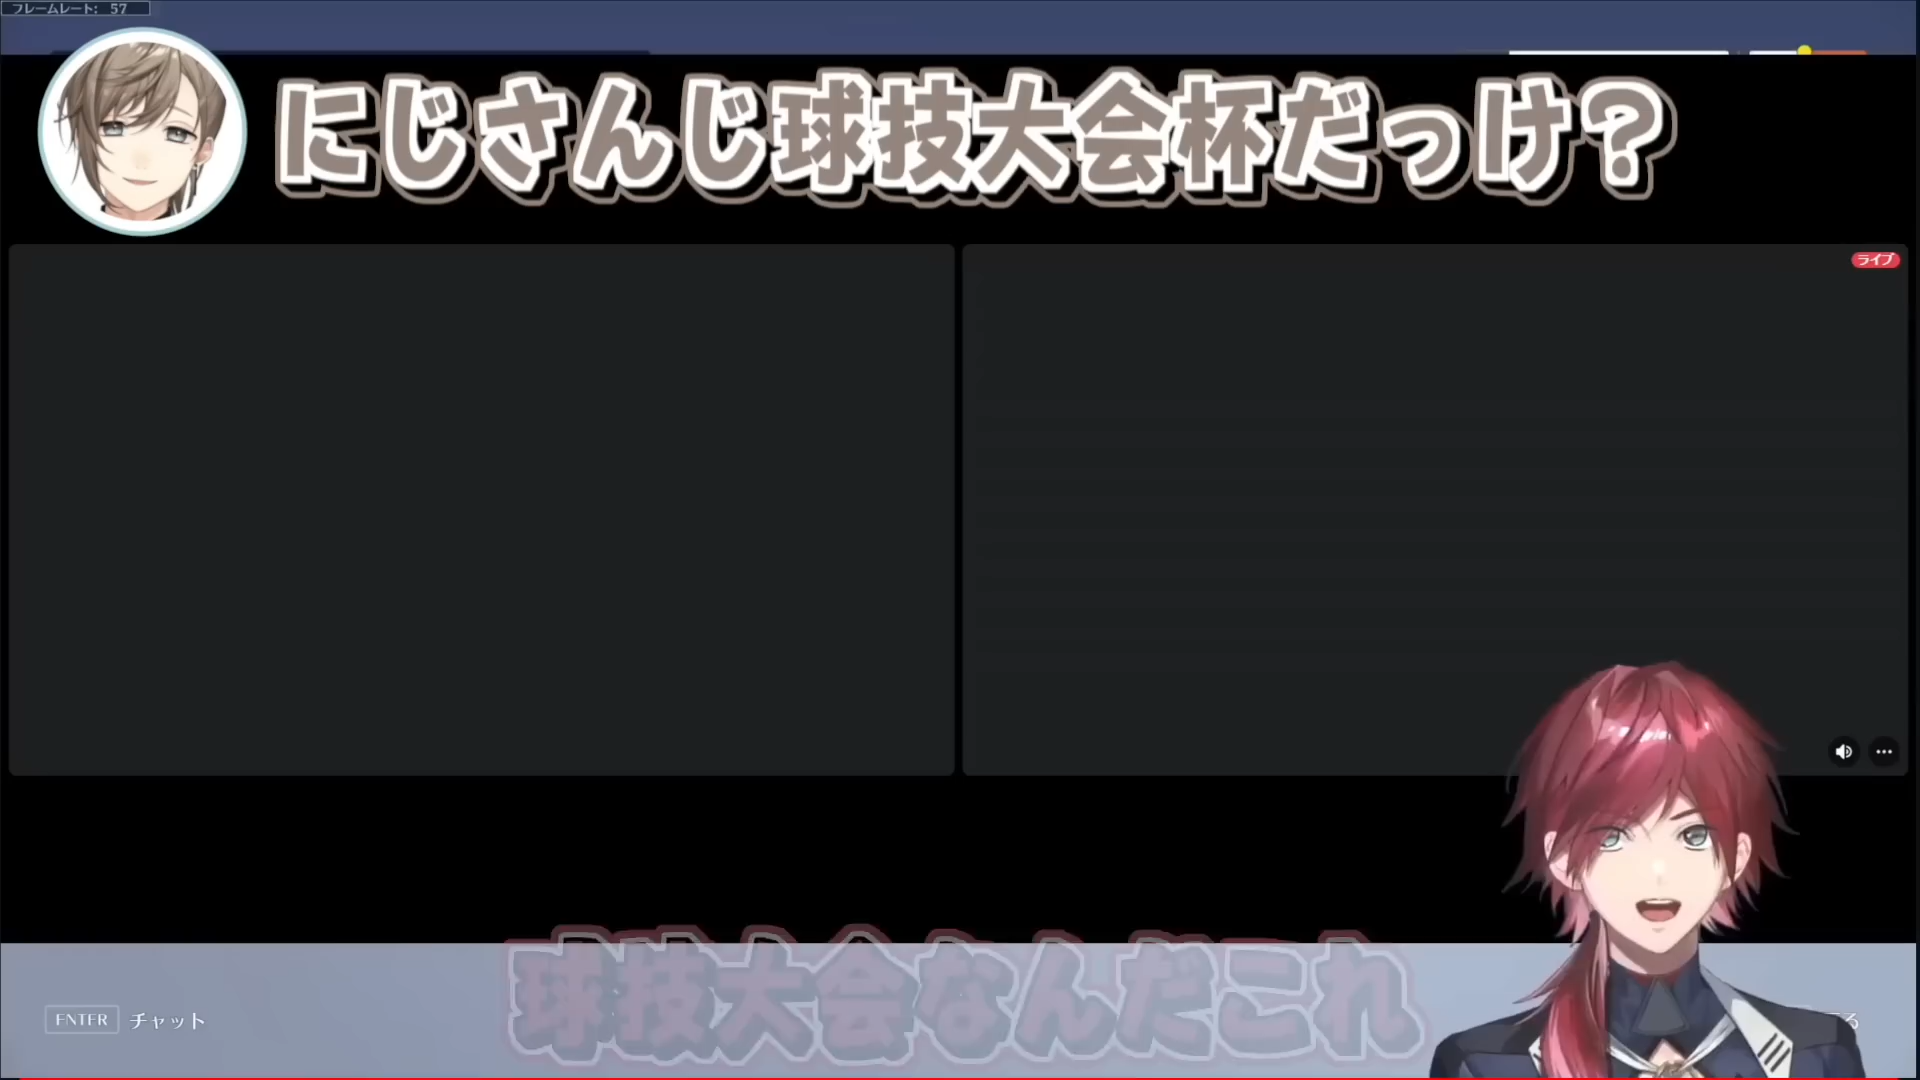 フレームレート: 57
にじさんじ球技大会杯だっけ？
ライブ
球技大会なんだこれ
ENTER チャット
る